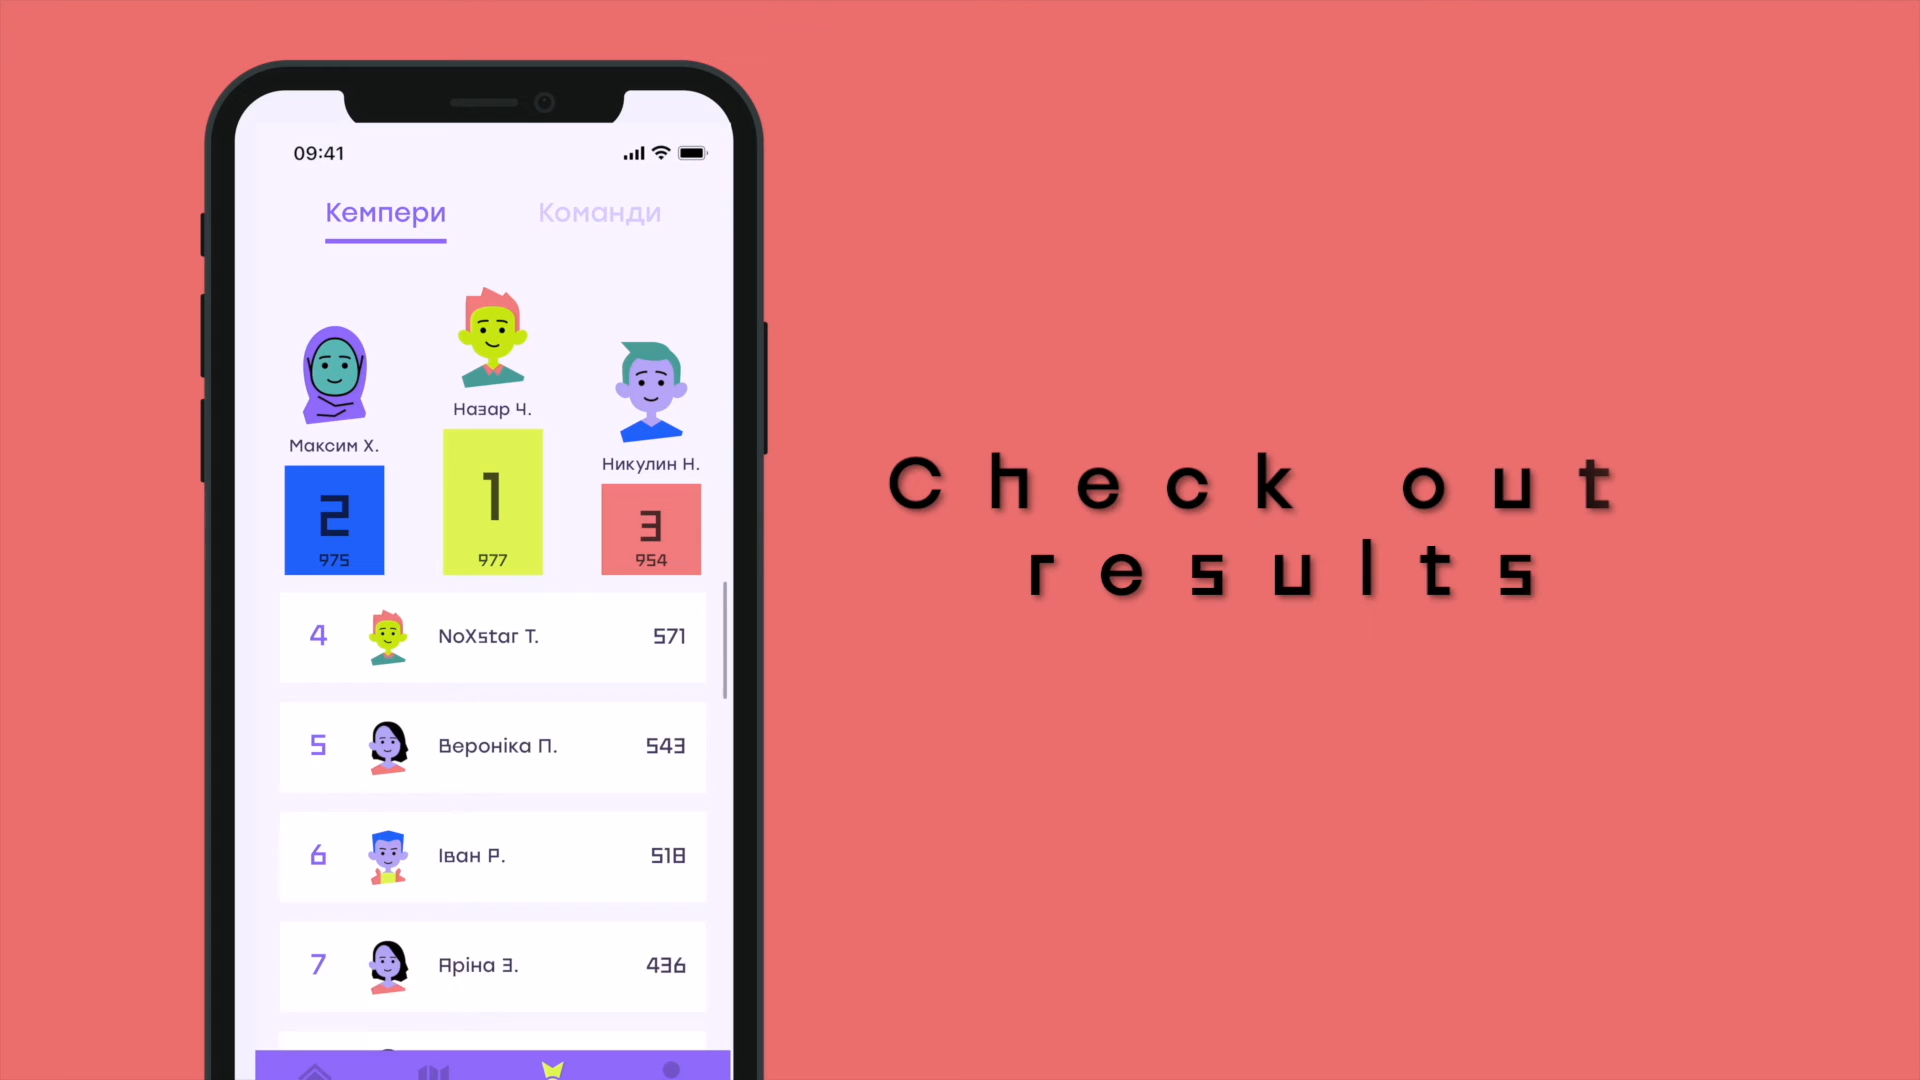 09:41
Кемпери Команди
Назар Ч.
Максим Х.
Никулин Н.
1
2
3
975
977
954
4 NoXstar T. 571
5 Вероніка П. 543
6 Іван Р. 518
7 Яріна З. 436
Check out
results